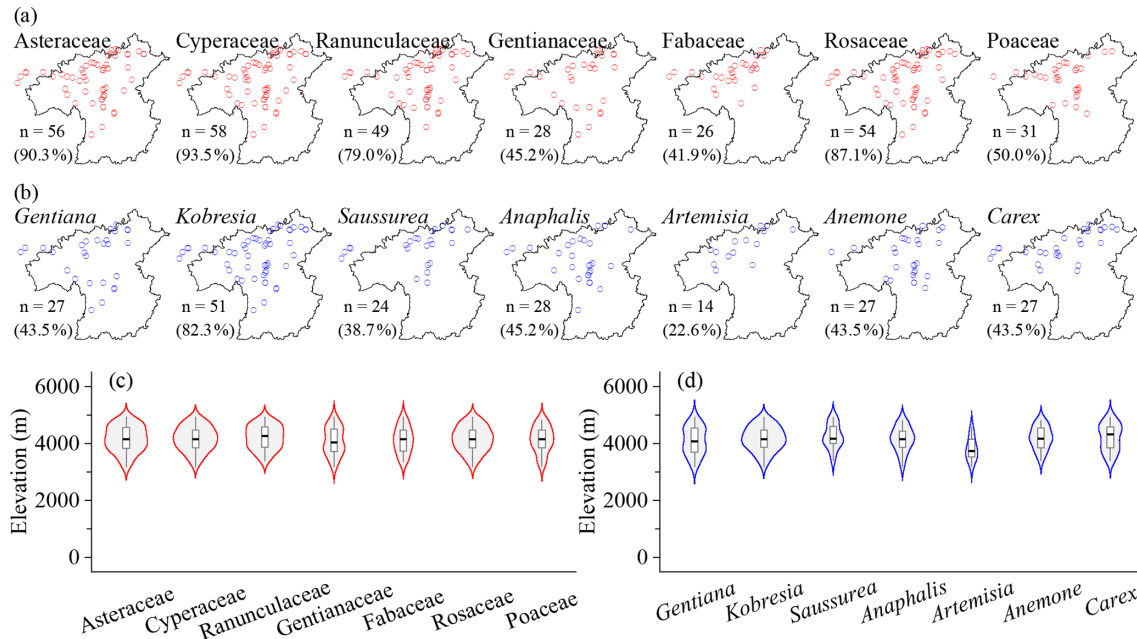 (a)
Asteraceae Cyperaceae Ranunculaceae Gentianaceae Fabaceae Rosaceae Poaceae
n = 56 n = 58 n = 49 n = 28 n = 26 n = 54 n = 31
(90.3%) (93.5%) (79.0%) (45.2%) (41.9%) (87.1%) (50.0%)
(b)
Gentiana Kobresia Saussurea Anaphalis Artemisia Anemone Carex
n = 27 n = 51 n = 24 n = 28 n = 14 n = 27 n = 27
(43.5%) (82.3%) (38.7%) (45.2%) (22.6%) (43.5%) (43.5%)
(c)
Elevation (m)
6000
4000
2000
0
Asteraceae Cyperaceae Ranunculaceae Gentianaceae Fabaceae Rosaceae Poaceae
(d)
Elevation (m)
6000
4000
2000
0
Gentiana Kobresia Saussurea Anaphalis Artemisia Anemone Carex